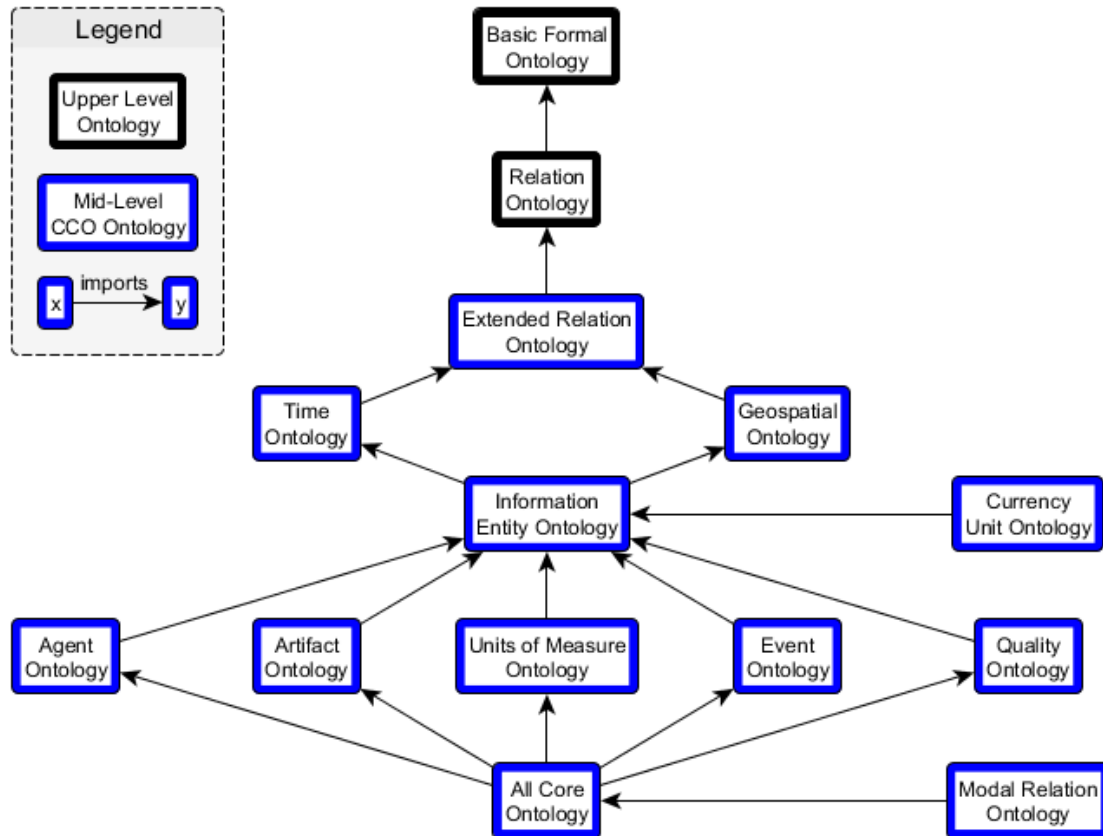 Legend
Upper Level
Ontology
Mid-Level
CCO Ontology
x
imports
y
Basic Formal
Ontology
Relation
Ontology
Extended Relation
Ontology
Time
Ontology
Geospatial
Ontology
Information
Entity Ontology
Currency
Unit Ontology
Agent
Ontology
Artifact
Ontology
Units of Measure
Ontology
Event
Ontology
Quality
Ontology
All Core
Ontology
Modal Relation
Ontology